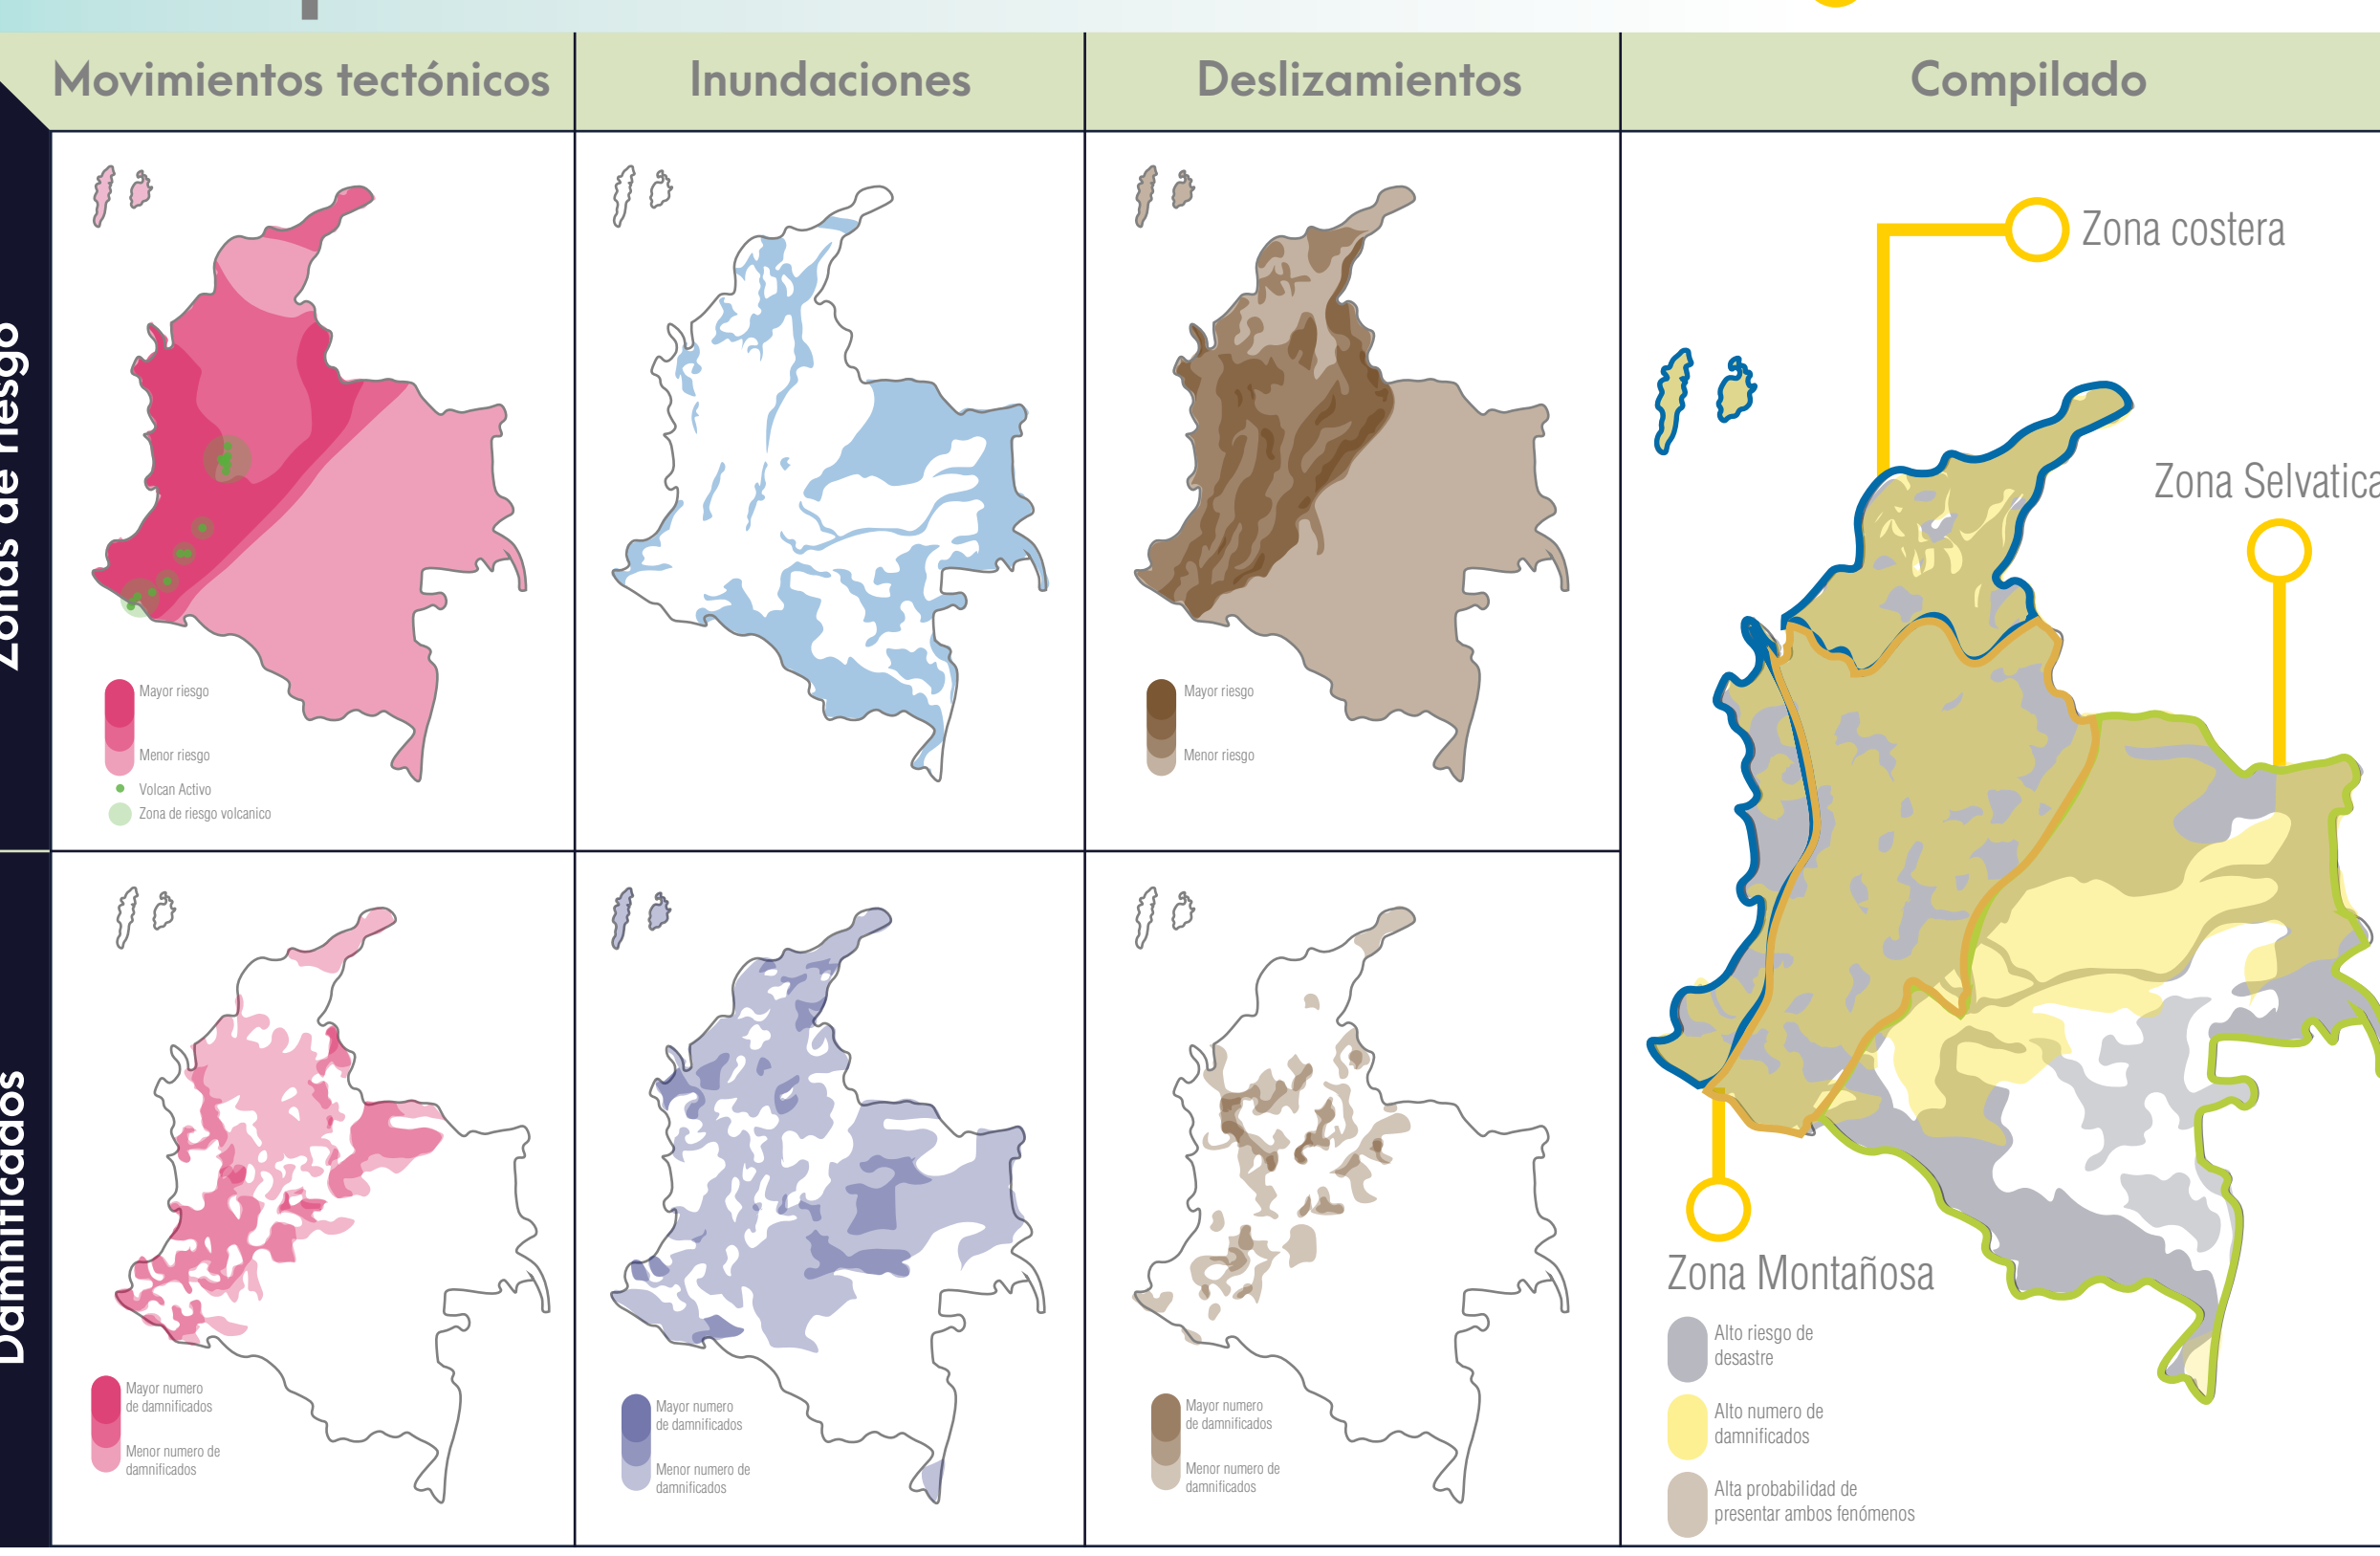 Movimientos tectónicos
Inundaciones
Deslizamientos
Compilado
Zonas de riesgo
Mayor riesgo
Menor riesgo
Volcan Activo
Zona de riesgo volcanico
Mayor riesgo
Menor riesgo
Zona costera
Zona Selvatica
Zona Montañosa
Alto riesgo de
desastre
Alto numero de
damnificados
Alta probabilidad de
presentar ambos fenómenos
Damnificados
Mayor numero
de damnificados
Menor numero de
damnificados
Mayor numero
de damnificados
Menor numero de
damnificados
Mayor numero
de damnificados
Menor numero de
damnificados